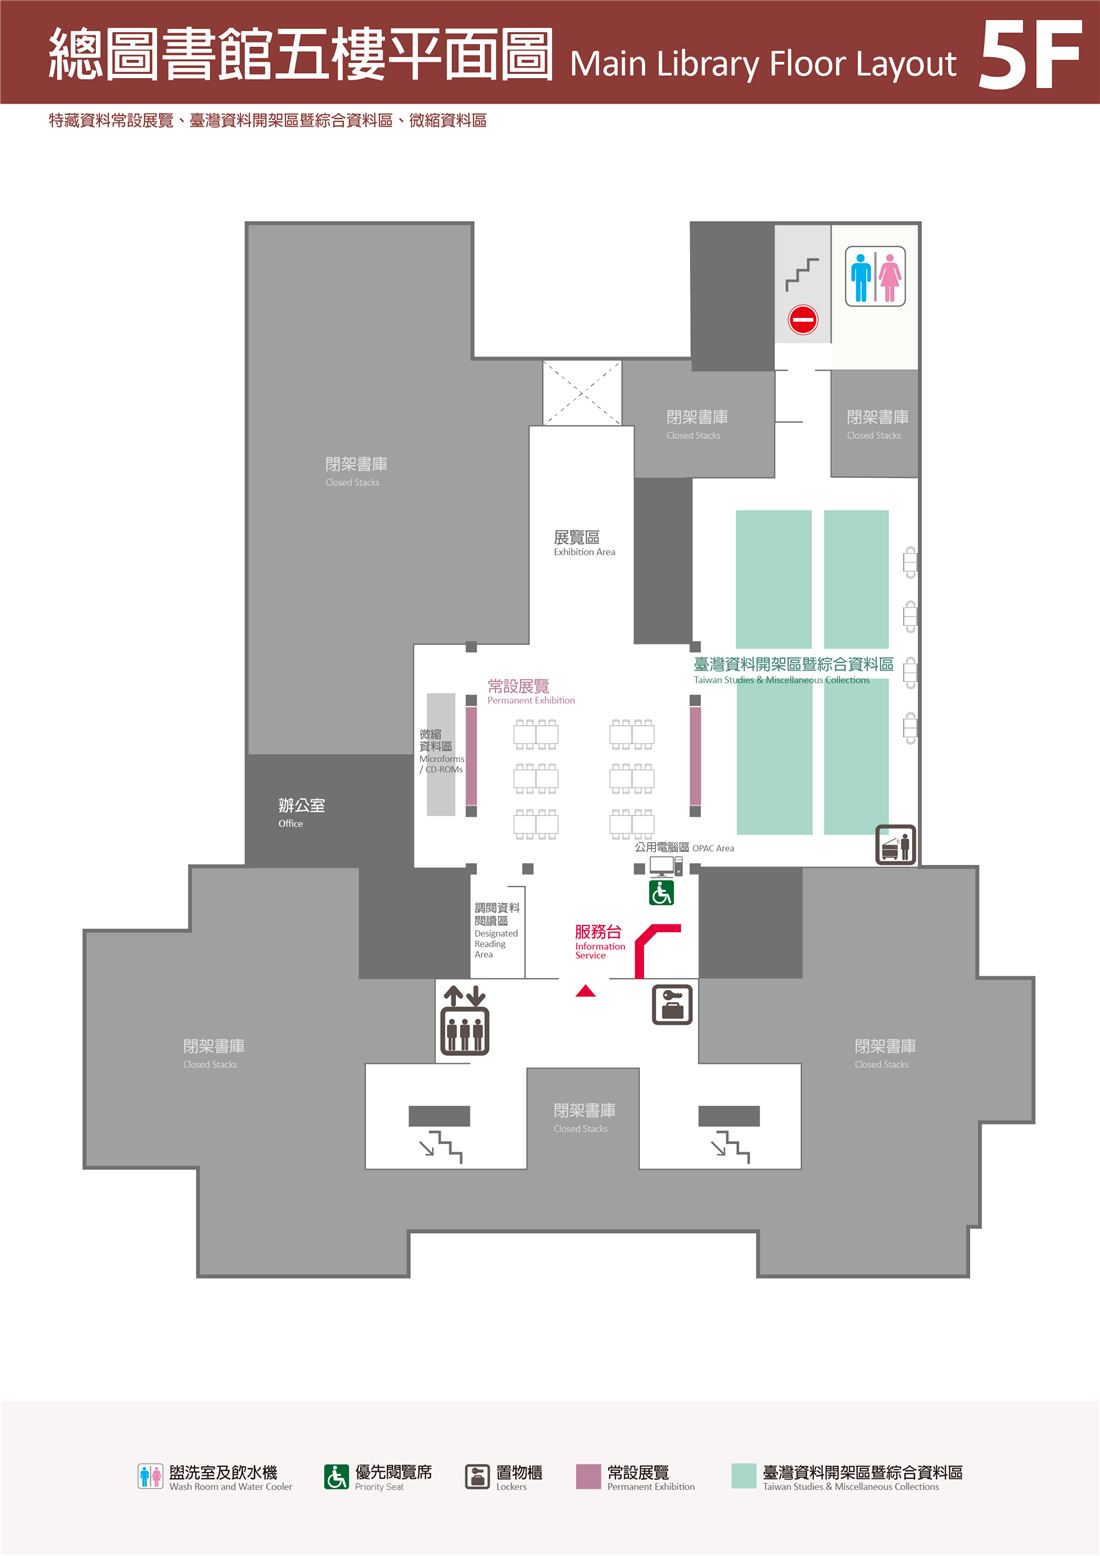 總圖書館五樓平面圖 Main Library Floor Layout 5F
特藏資料常設展覽、臺灣資料開架區暨綜合資料區、微縮資料區
閉架書庫
Closed Stacks
閉架書庫
Closed Stacks
閉架書庫
Closed Stacks
展覽區
Exhibition Area
臺灣資料開架區暨綜合資料區
Taiwan Studies & Miscellaneous Collections
常設展覽
Permanent Exhibition
微縮
資料區
Microforms
/ CD-ROMs
辦公室
Office
公用電腦區 OPAC Area
調閱資料
閱讀區
Designated
Reading
Area
服務台
Information
Service
閉架書庫
Closed Stacks
閉架書庫
Closed Stacks
閉架書庫
Closed Stacks
盥洗室及飲水機
Wash Room and Water Cooler
優先閱覽席
Priority Seat
置物櫃
Lockers
常設展覽
Permanent Exhibition
臺灣資料開架區暨綜合資料區
Taiwan Studies & Miscellaneous Collections